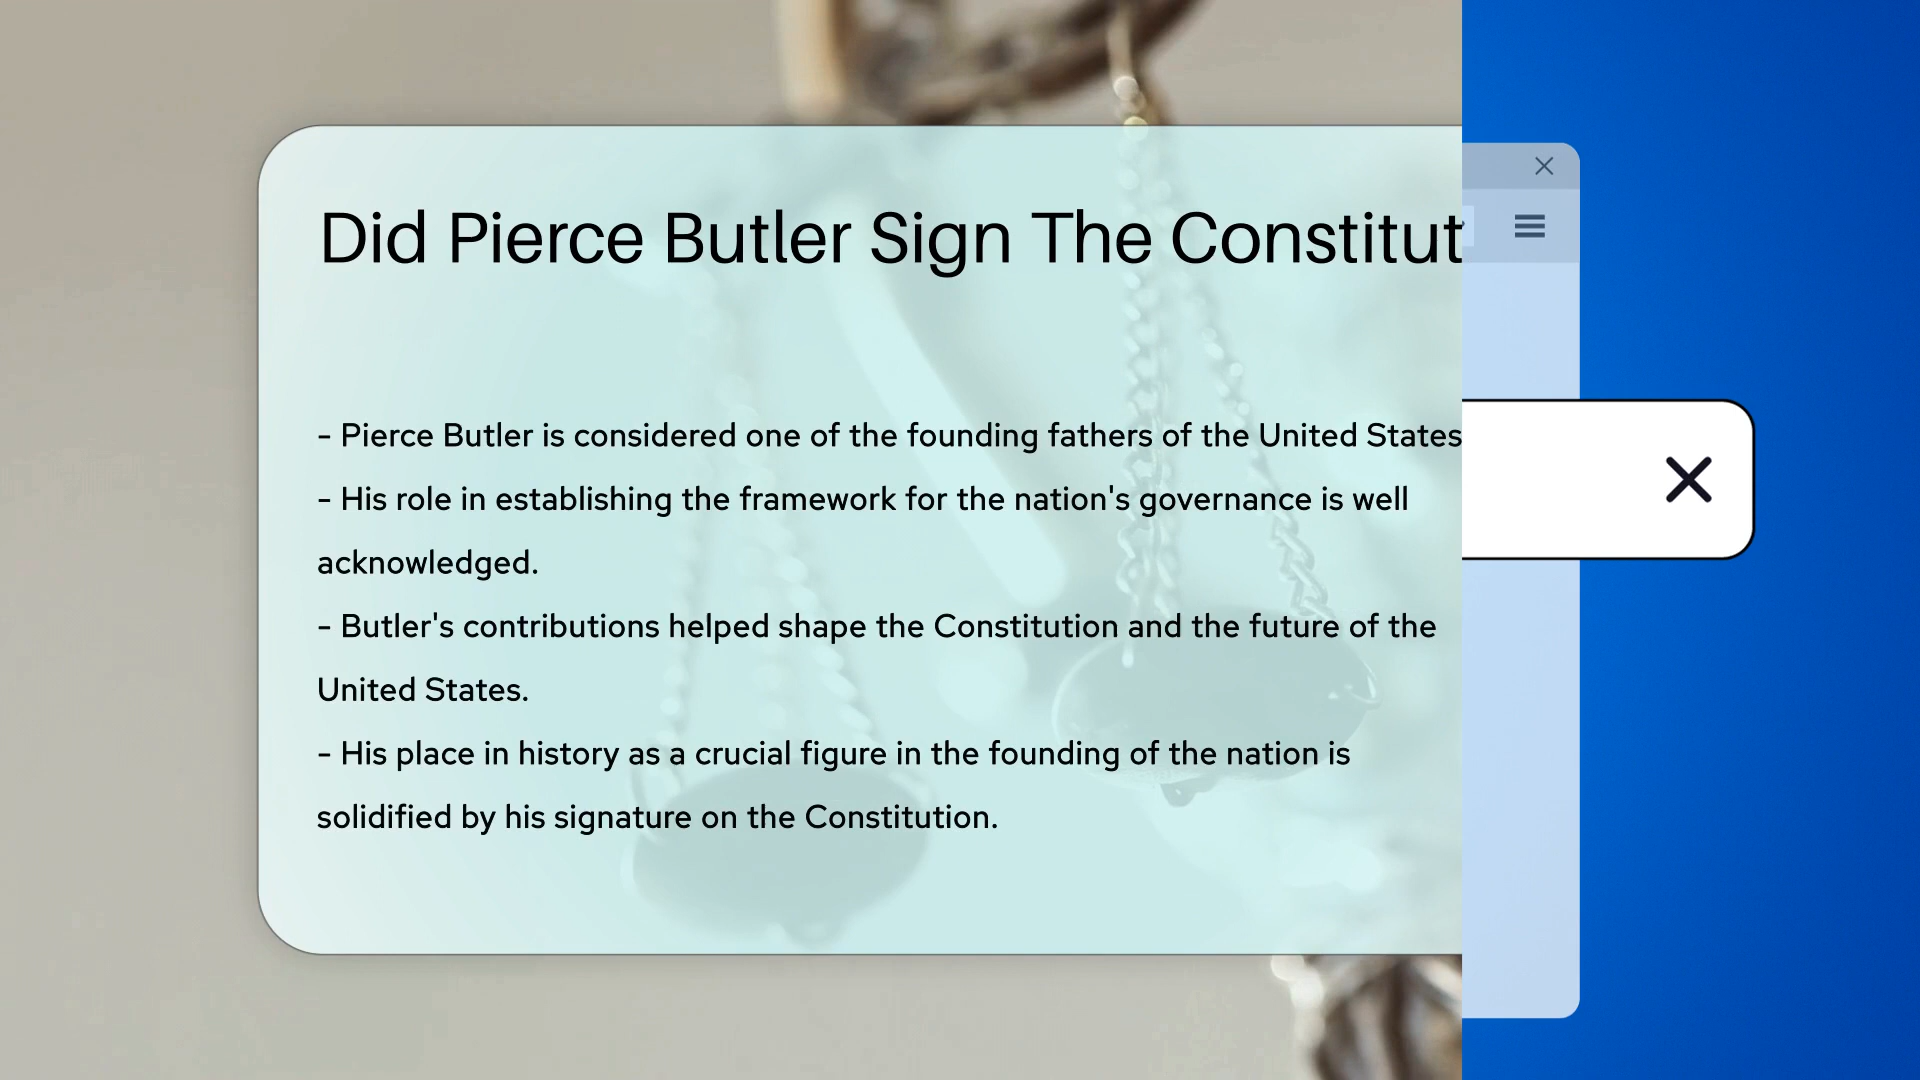 Did Pierce Butler Sign The Constitut
- Pierce Butler is considered one of the founding fathers of the United States
- His role in establishing the framework for the nation's governance is well
acknowledged.
- Butler's contributions helped shape the Constitution and the future of the
United States.
- His place in history as a crucial figure in the founding of the nation is
solidified by his signature on the Constitution.